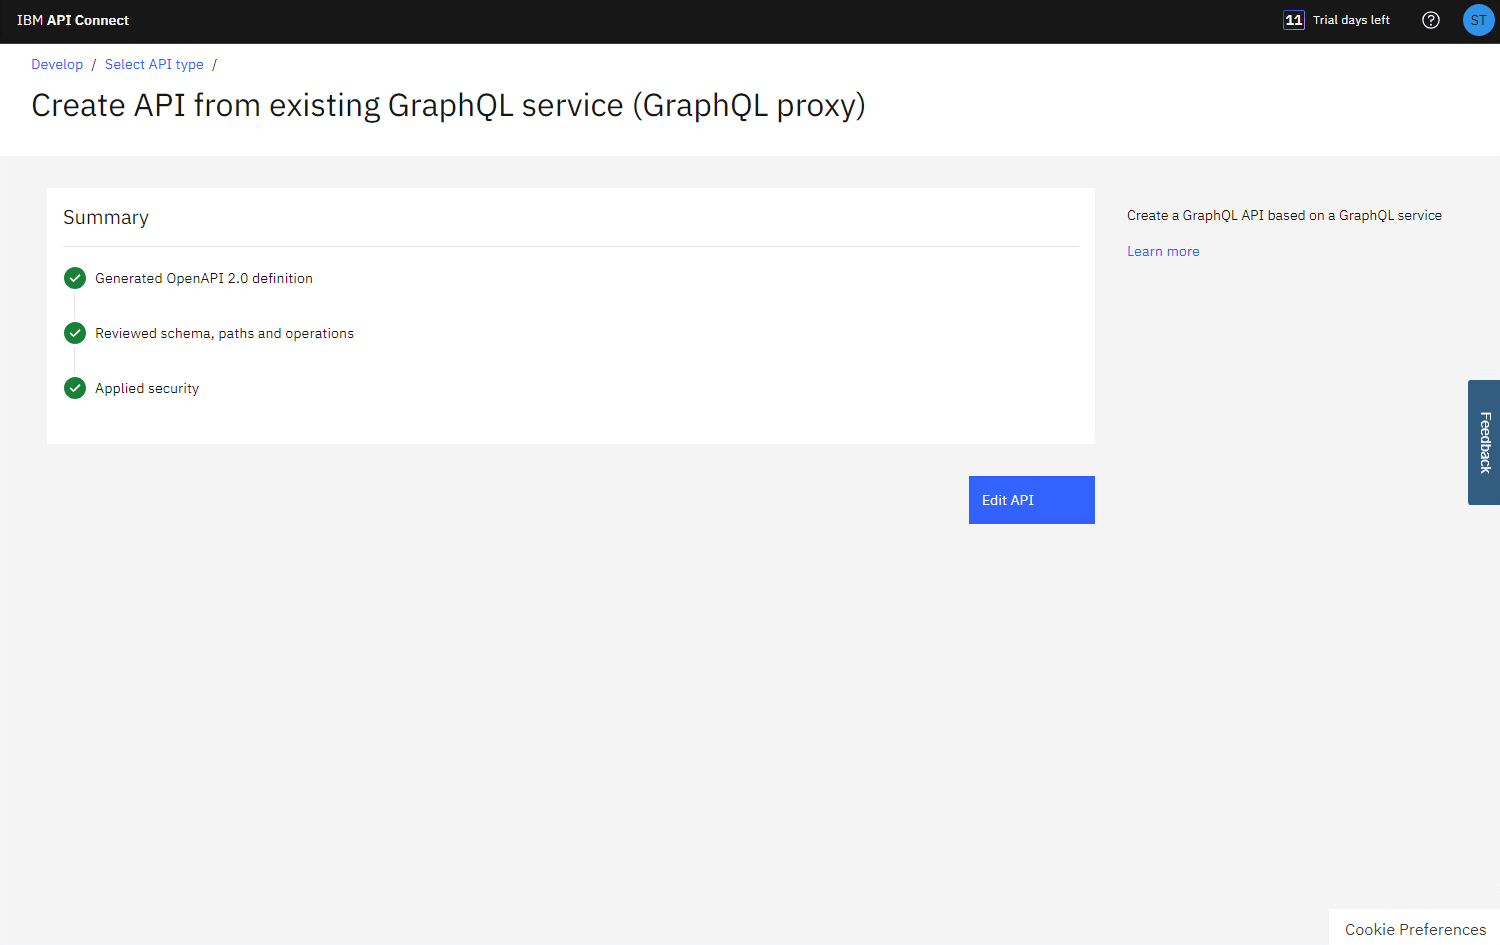 IBM API Connect
11 Trial days left
ST
Develop / Select API type /
Create API from existing GraphQL service (GraphQL proxy)
Summary
Generated OpenAPI 2.0 definition
Reviewed schema, paths and operations
Applied security
Edit API
Create a GraphQL API based on a GraphQL service
Learn more
Feedback
Cookie Preferences